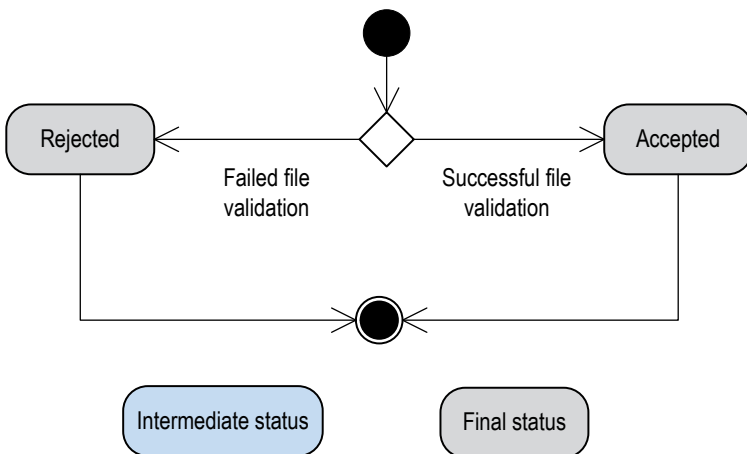 Rejected
Accepted
Failed file
validation
Successful file
validation
Intermediate status
Final status